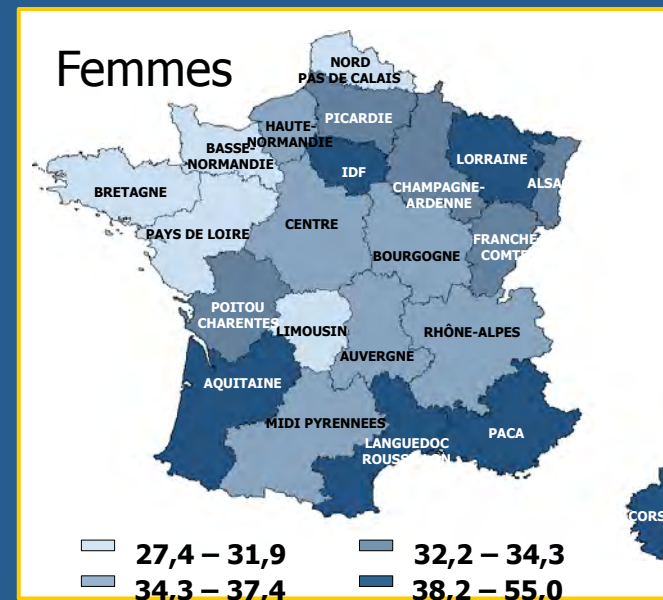 Femmes
NORD
PAS DE CALAIS
PICARDIE
HAUTE-
NORMANDIE
BASSE-
NORMANDIE
IDF
LORRAINE
ALSA
CHAMPAGNE-
ARDENNE
BRETAGNE
PAYS DE LOIRE
CENTRE
BOURGOGNE
FRANCHE
COMTE
POITOU
CHARENTES
LIMOUSIN
AUVERGNE
RHÔNE-ALPES
AQUITAINE
MIDI PYRENNEES
LANGUEDOC
PACA
CORS
27,4 – 31,9
32,2 – 34,3
34,3 – 37,4
38,2 – 55,0